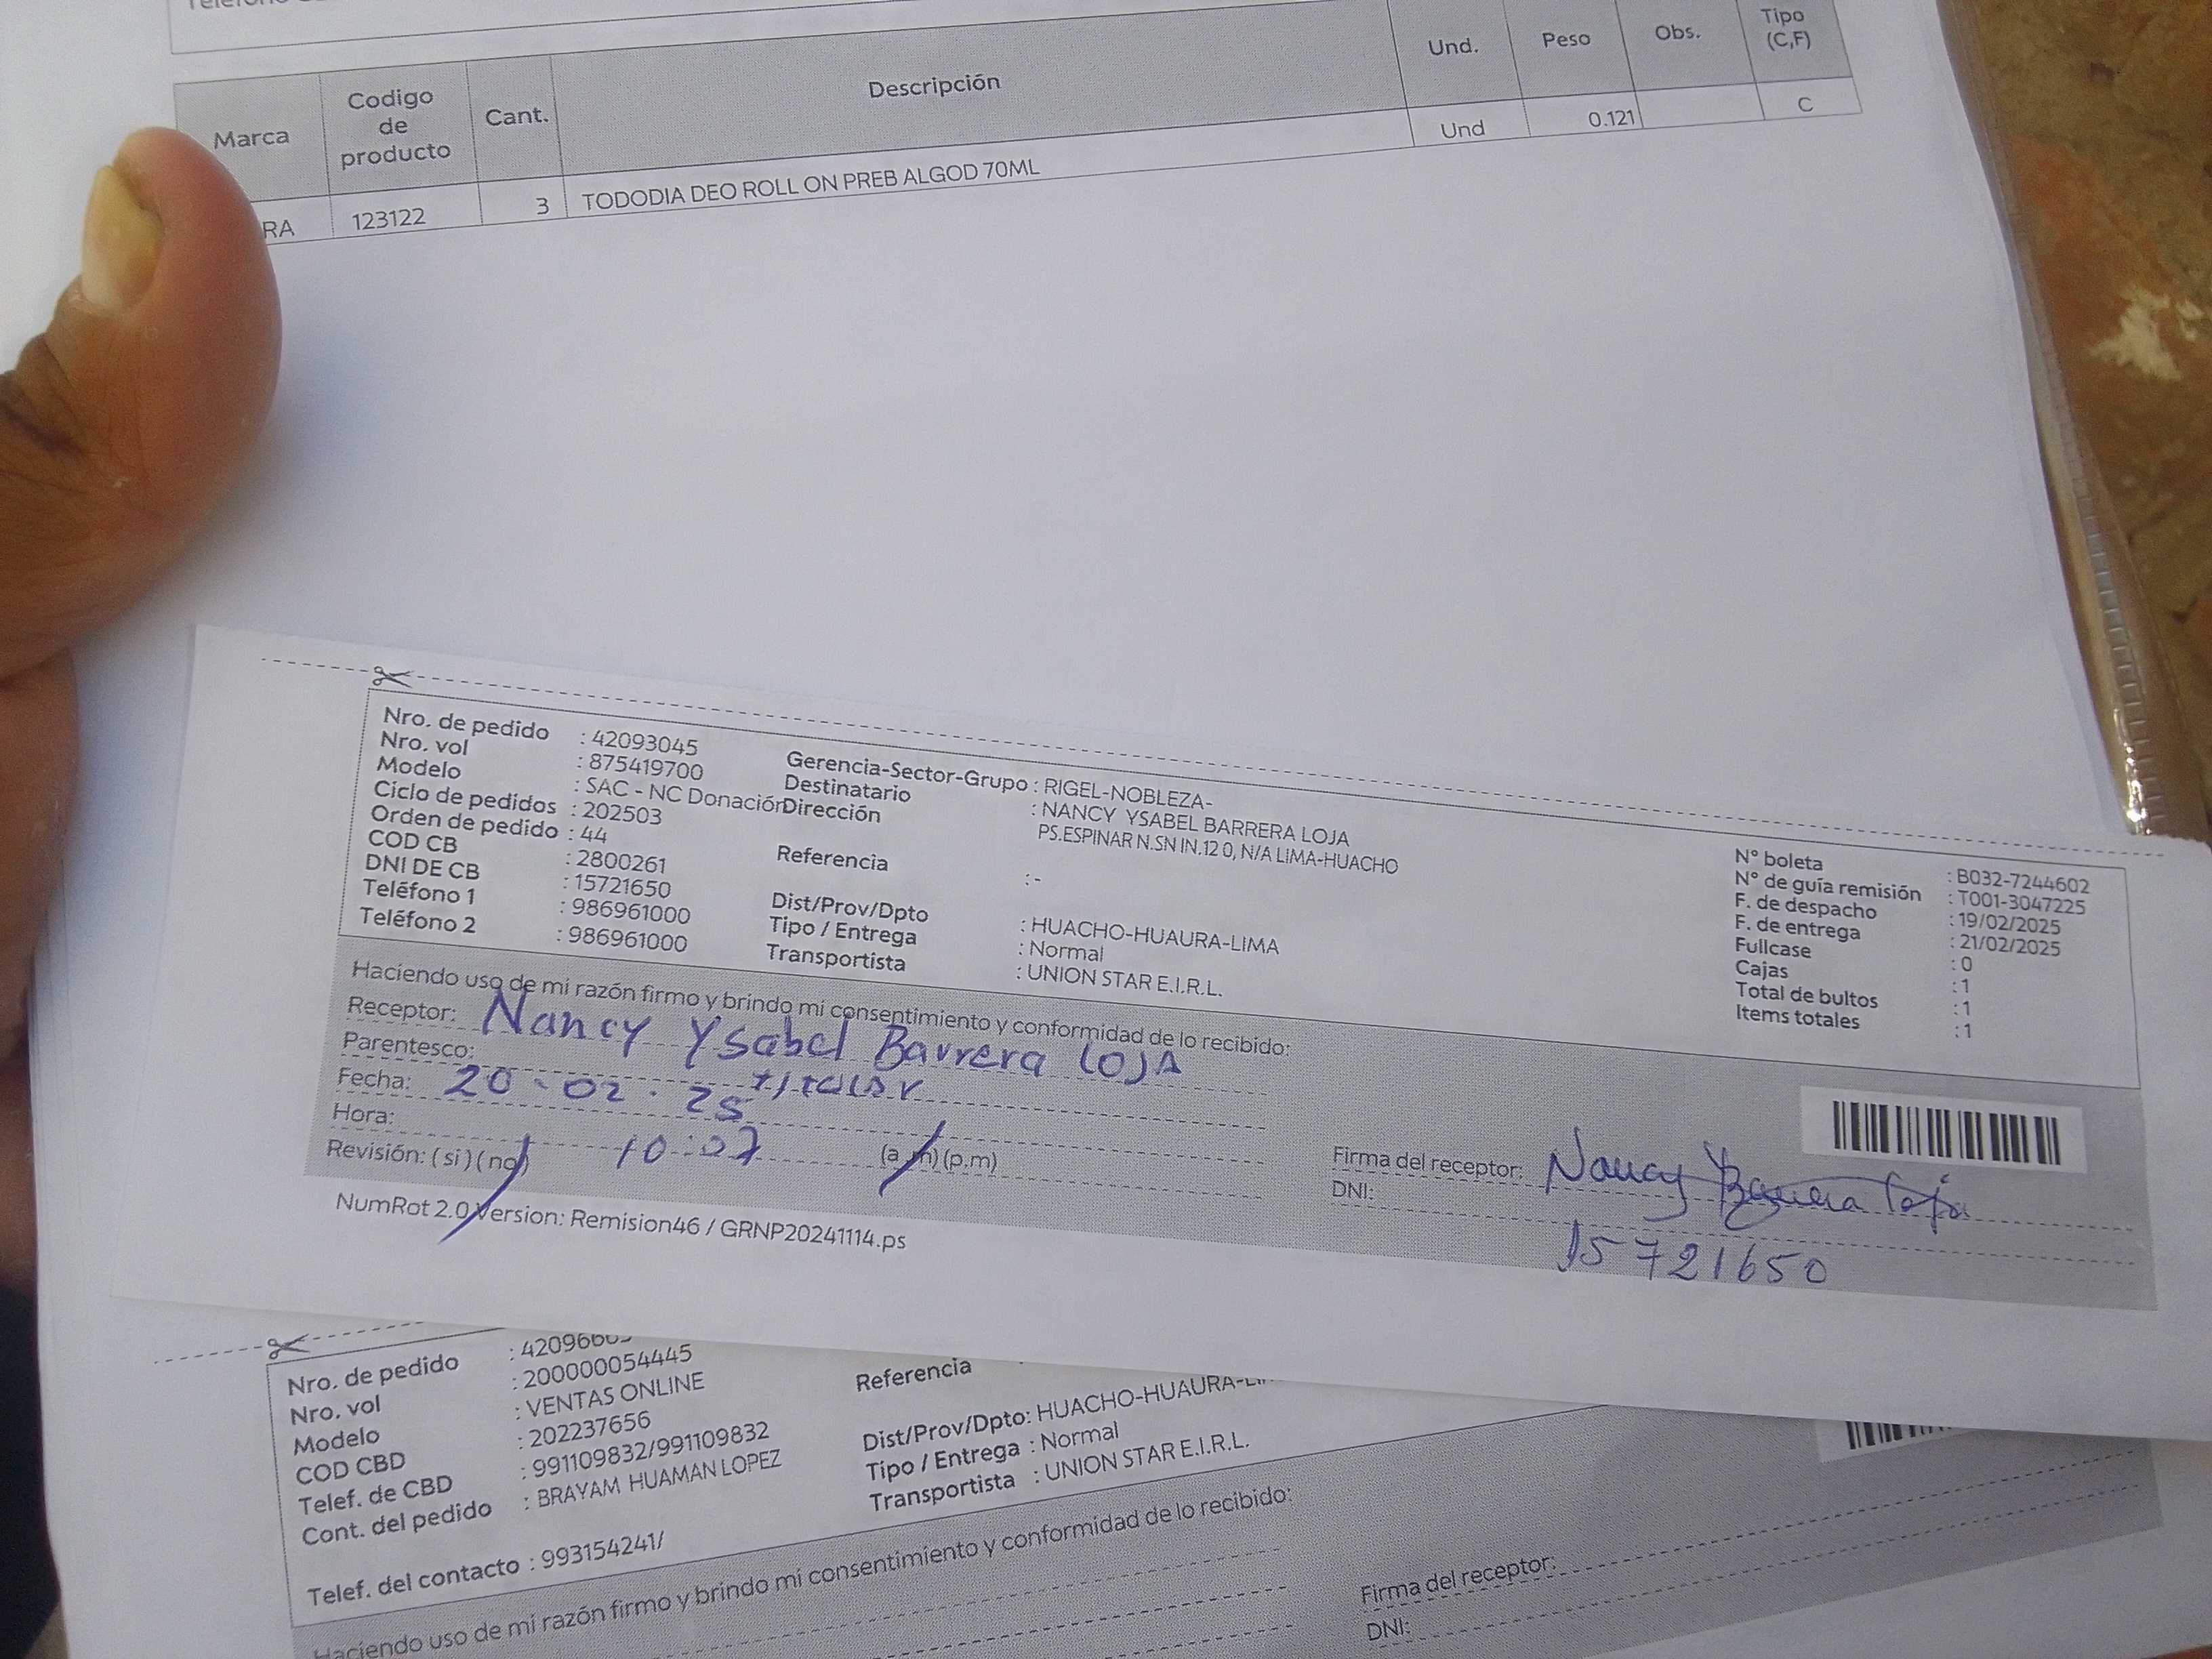 Marca Codigo de producto Cant. Descripción Und. Peso Obs. Tipo (C,F)
RA 123122 3 TODODIA DEO ROLL ON PREB ALGOD 70ML Und 0.121 C
Nro. de pedido : 42093045
Nro. vol : 875419700
Modelo : SAC - NC Donación
Ciclo de pedidos : 202503
Orden de pedido : 44
COD CB : 2800261
DNI DE CB : 15721650
Teléfono 1 : 986961000
Teléfono 2 : 986961000
Gerencia-Sector-Grupo : RIGEL-NOBLEZA-
Destinatario : NANCY YSABEL BARRERA LOJA
Dirección PS.ESPINAR N.SN IN.12 0, N/A LIMA-HUACHO
Referencia : -
Dist/Prov/Dpto : HUACHO-HUAURA-LIMA
Tipo / Entrega : Normal
Transportista : UNION STAR E.I.R.L.
N° boleta : B032-7244602
N° de guía remisión : T001-3047225
F. de despacho : 19/02/2025
F. de entrega : 21/02/2025
Fullcase : 0
Cajas : 1
Total de bultos : 1
Items totales : 1
Haciendo uso de mi razón firmo y brindo mi consentimiento y conformidad de lo recibido:
Receptor: Nancy Ysabel Barrera LOJA
Parentesco: titular
Fecha: 20-02-25
Hora: 10:07 (a.m) (p.m)
Revisión: (si) (no)
Firma del receptor: Nancy Barrera Loja
DNI: 15721650
NumRot 2.0 Version: Remision46 / GRNP20241114.ps
Nro. de pedido
Nro. vol : 200000054445
Modelo : VENTAS ONLINE
COD CBD : 202237656
Telef. de CBD : 991109832/991109832
Cont. del pedido : BRAYAM HUAMAN LOPEZ
Telef. del contacto : 993154241/
Referencia
Dist/Prov/Dpto: HUACHO-HUAURA-
Tipo / Entrega : Normal
Transportista : UNION STAR E.I.R.L.
Haciendo uso de mi razón firmo y brindo mi consentimiento y conformidad de lo recibido:
Firma del receptor:
DNI: